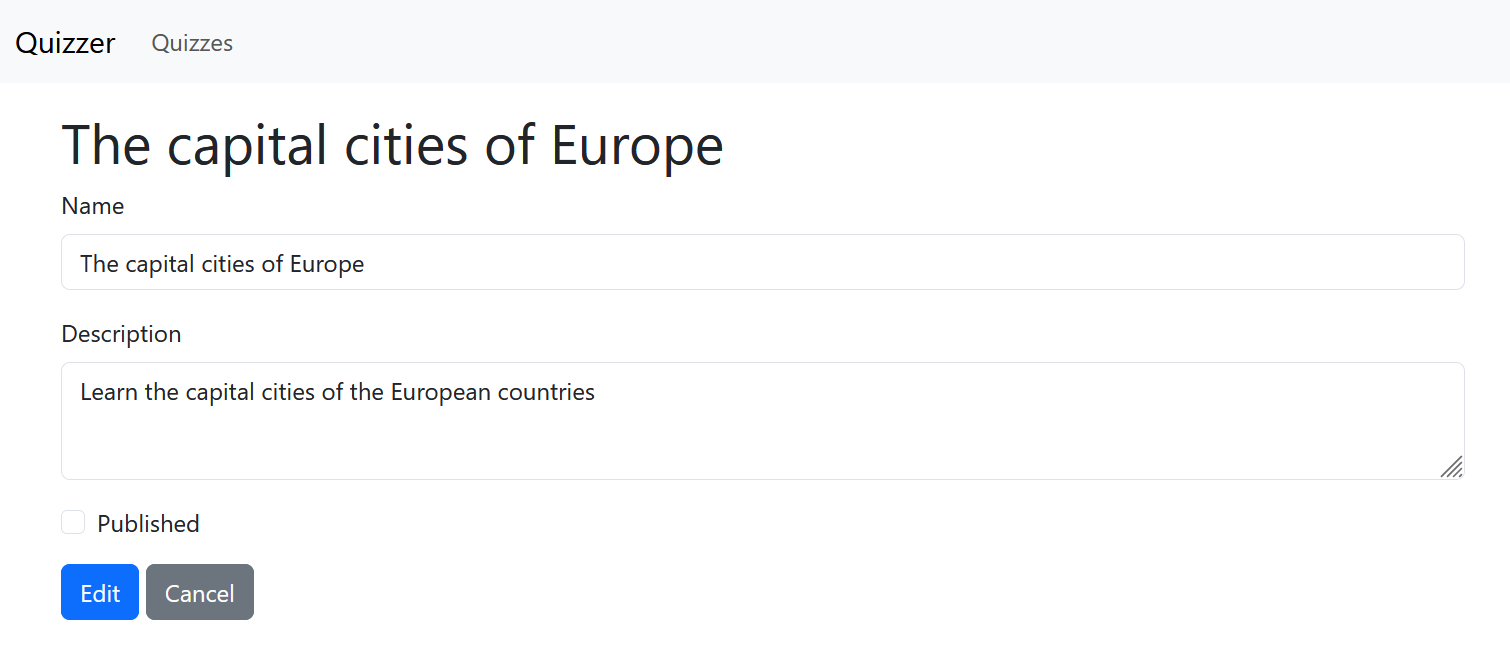 Quizzer Quizzes
The capital cities of Europe
Name
The capital cities of Europe
Description
Learn the capital cities of the European countries
Published
Edit Cancel